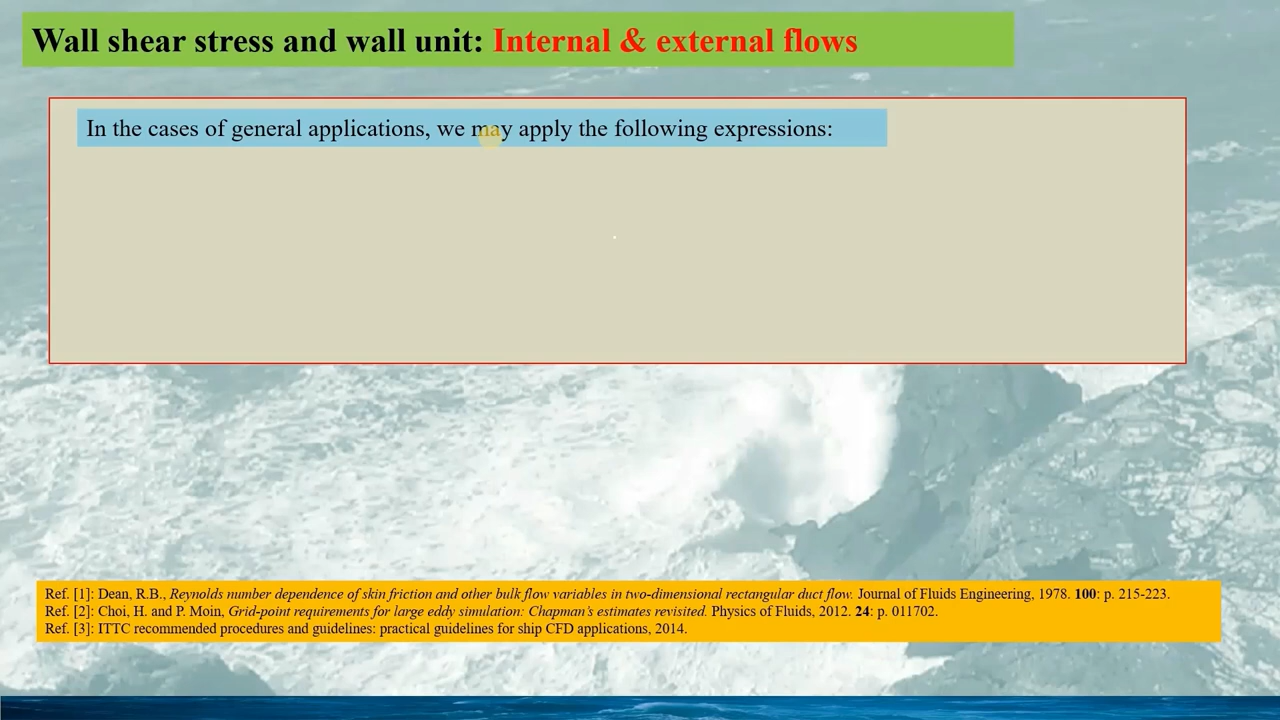 Wall shear stress and wall unit: Internal & external flows
In the cases of general applications, we may apply the following expressions:
Ref. [1]: Dean, R.B., Reynolds number dependence of skin friction and other bulk flow variables in two-dimensional rectangular duct flow. Journal of Fluids Engineering, 1978. 100: p. 215-223.
Ref. [2]: Choi, H. and P. Moin, Grid-point requirements for large eddy simulation: Chapman's estimates revisited. Physics of Fluids, 2012. 24: p. 011702.
Ref. [3]: ITTC recommended procedures and guidelines: practical guidelines for ship CFD applications, 2014.